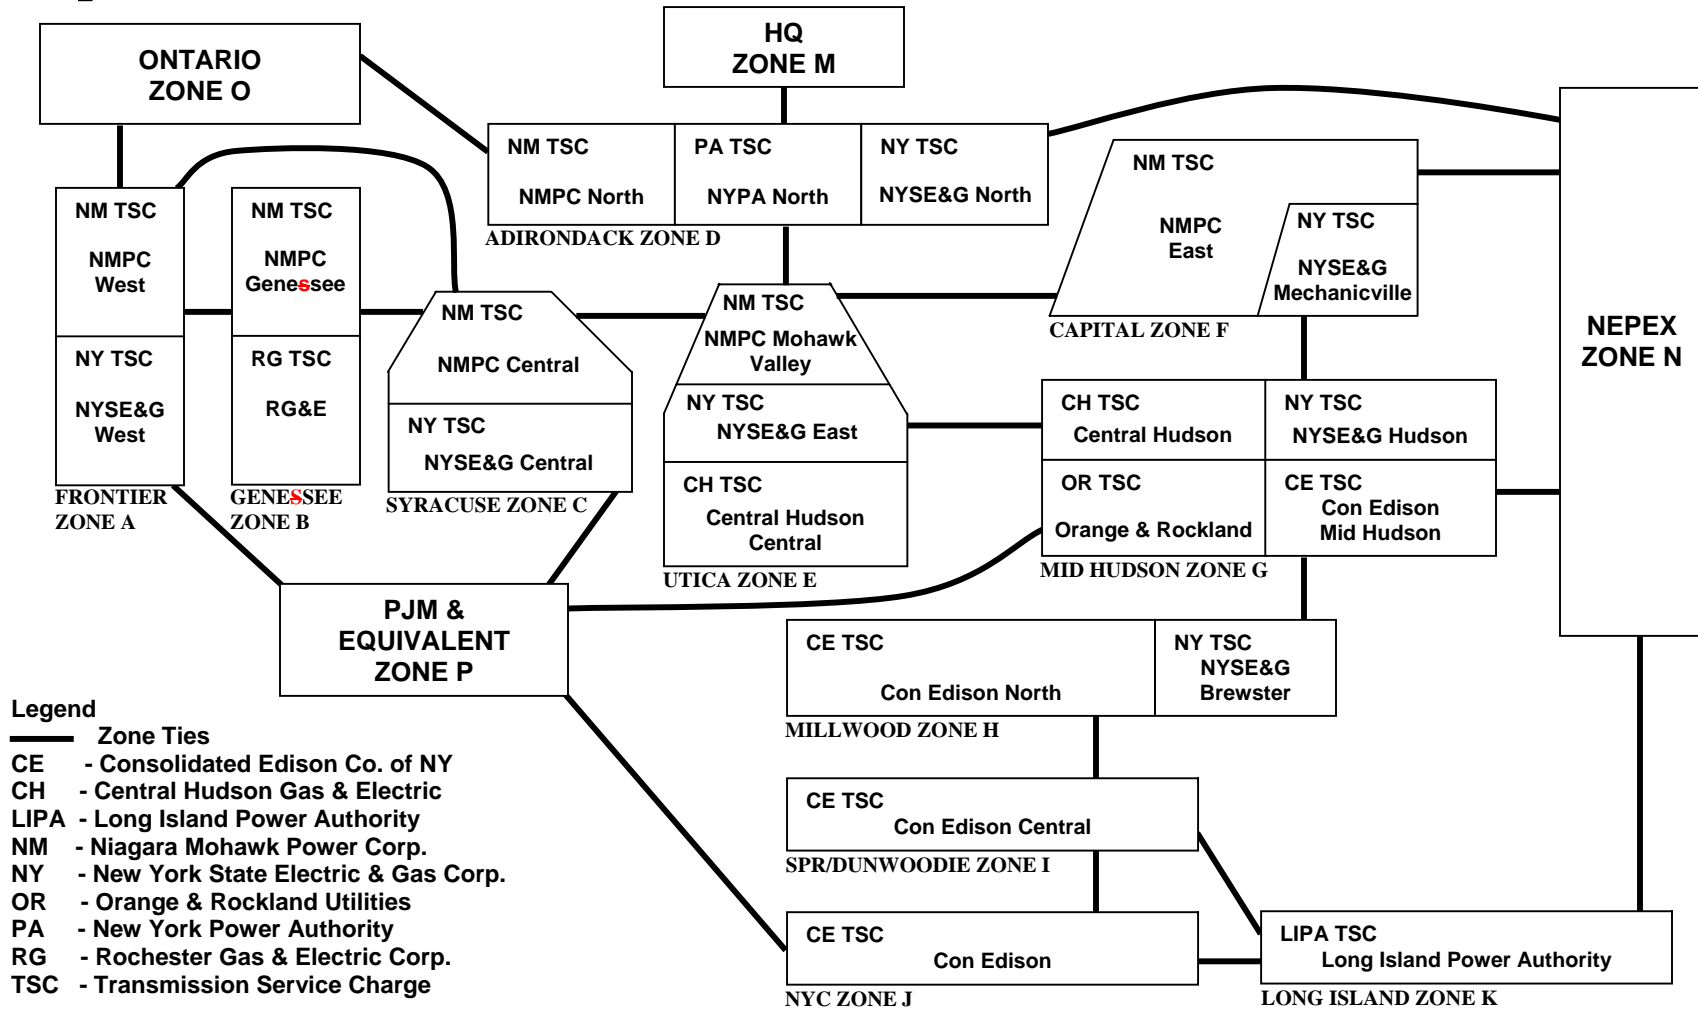 ONTARIO
ZONE O
HQ
ZONE M
NM TSC
NMPC North
PA TSC
NYPA North
NY TSC
NYSE&G North
ADIRONDACK ZONE D
NM TSC
NMPC
East
NY TSC
NYSE&G
Mechanicville
CAPITAL ZONE F
NEPEX
ZONE N
NM TSC
NMPC
West
NY TSC
NYSE&G
West
FRONTIER
ZONE A
NM TSC
NMPC
Genessee
RG TSC
RG&E
GENESSEE
ZONE B
NM TSC
NMPC Central
NY TSC
NYSE&G Central
SYRACUSE ZONE C
NM TSC
NMPC Mohawk
Valley
NY TSC
NYSE&G East
CH TSC
Central Hudson
Central
UTICA ZONE E
CH TSC
Central Hudson
NY TSC
NYSE&G Hudson
OR TSC
Orange & Rockland
CE TSC
Con Edison
Mid Hudson
MID HUDSON ZONE G
PJM &
EQUIVALENT
ZONE P
CE TSC
Con Edison North
NY TSC
NYSE&G
Brewster
MILLWOOD ZONE H
CE TSC
Con Edison Central
SPR/DUNWOODIE ZONE I
CE TSC
Con Edison
NYC ZONE J
LIPA TSC
Long Island Power Authority
LONG ISLAND ZONE K
Legend
Zone Ties
CE - Consolidated Edison Co. of NY
CH - Central Hudson Gas & Electric
LIPA - Long Island Power Authority
NM - Niagara Mohawk Power Corp.
NY - New York State Electric & Gas Corp.
OR - Orange & Rockland Utilities
PA - New York Power Authority
RG - Rochester Gas & Electric Corp.
TSC - Transmission Service Charge